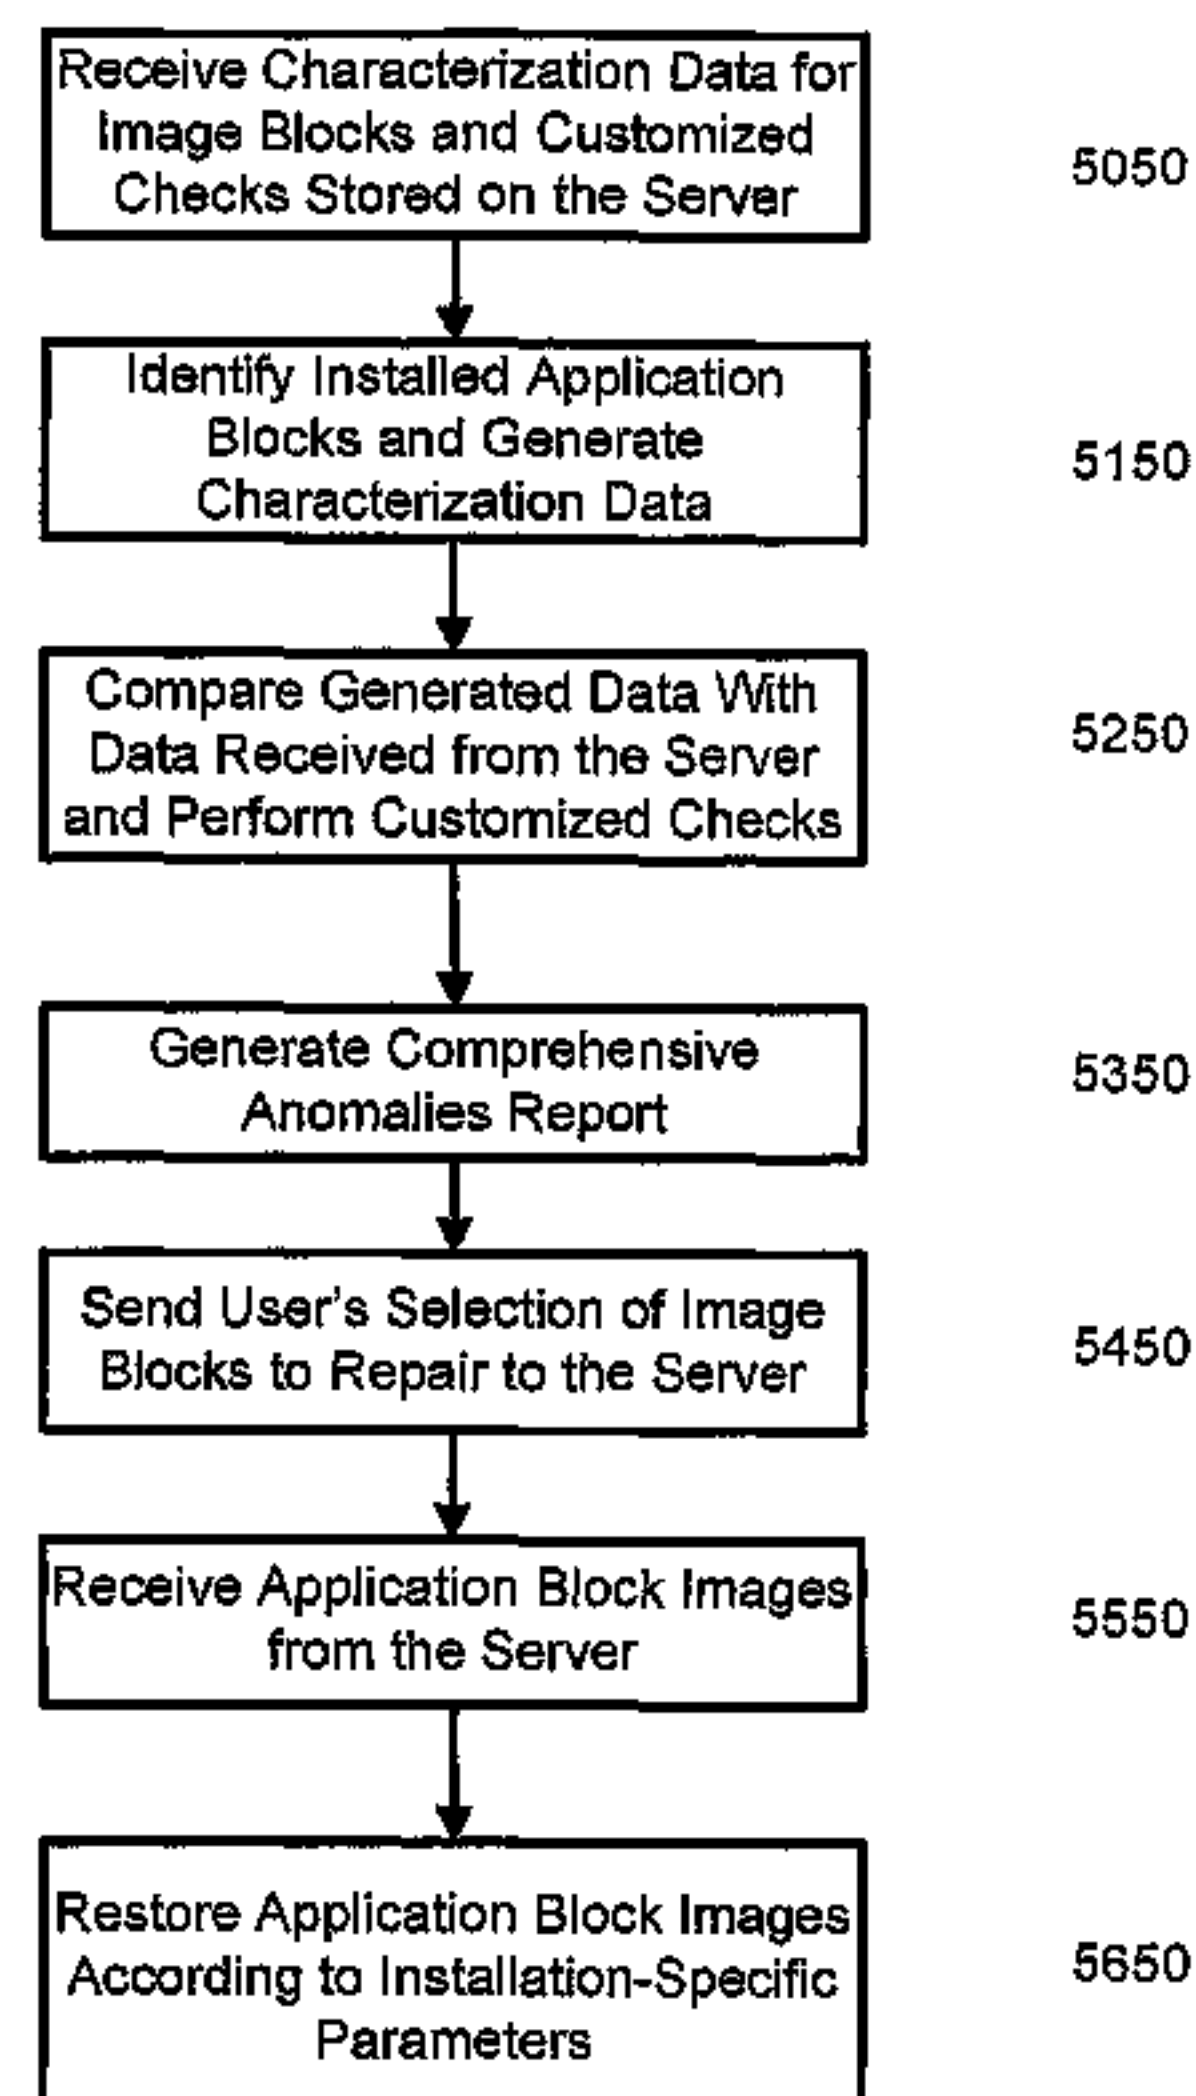 Receive Characterization Data for
Image Blocks and Customized
Checks Stored on the Server
5050
Identify Installed Application
Blocks and Generate
Characterization Data
5150
Compare Generated Data With
Data Received from the Server
and Perform Customized Checks
5250
Generate Comprehensive
Anomalies Report
5350
Send User's Selection of Image
Blocks to Repair to the Server
5450
Receive Application Block Images
from the Server
5550
Restore Application Block Images
According to Installation-Specific
Parameters
5650